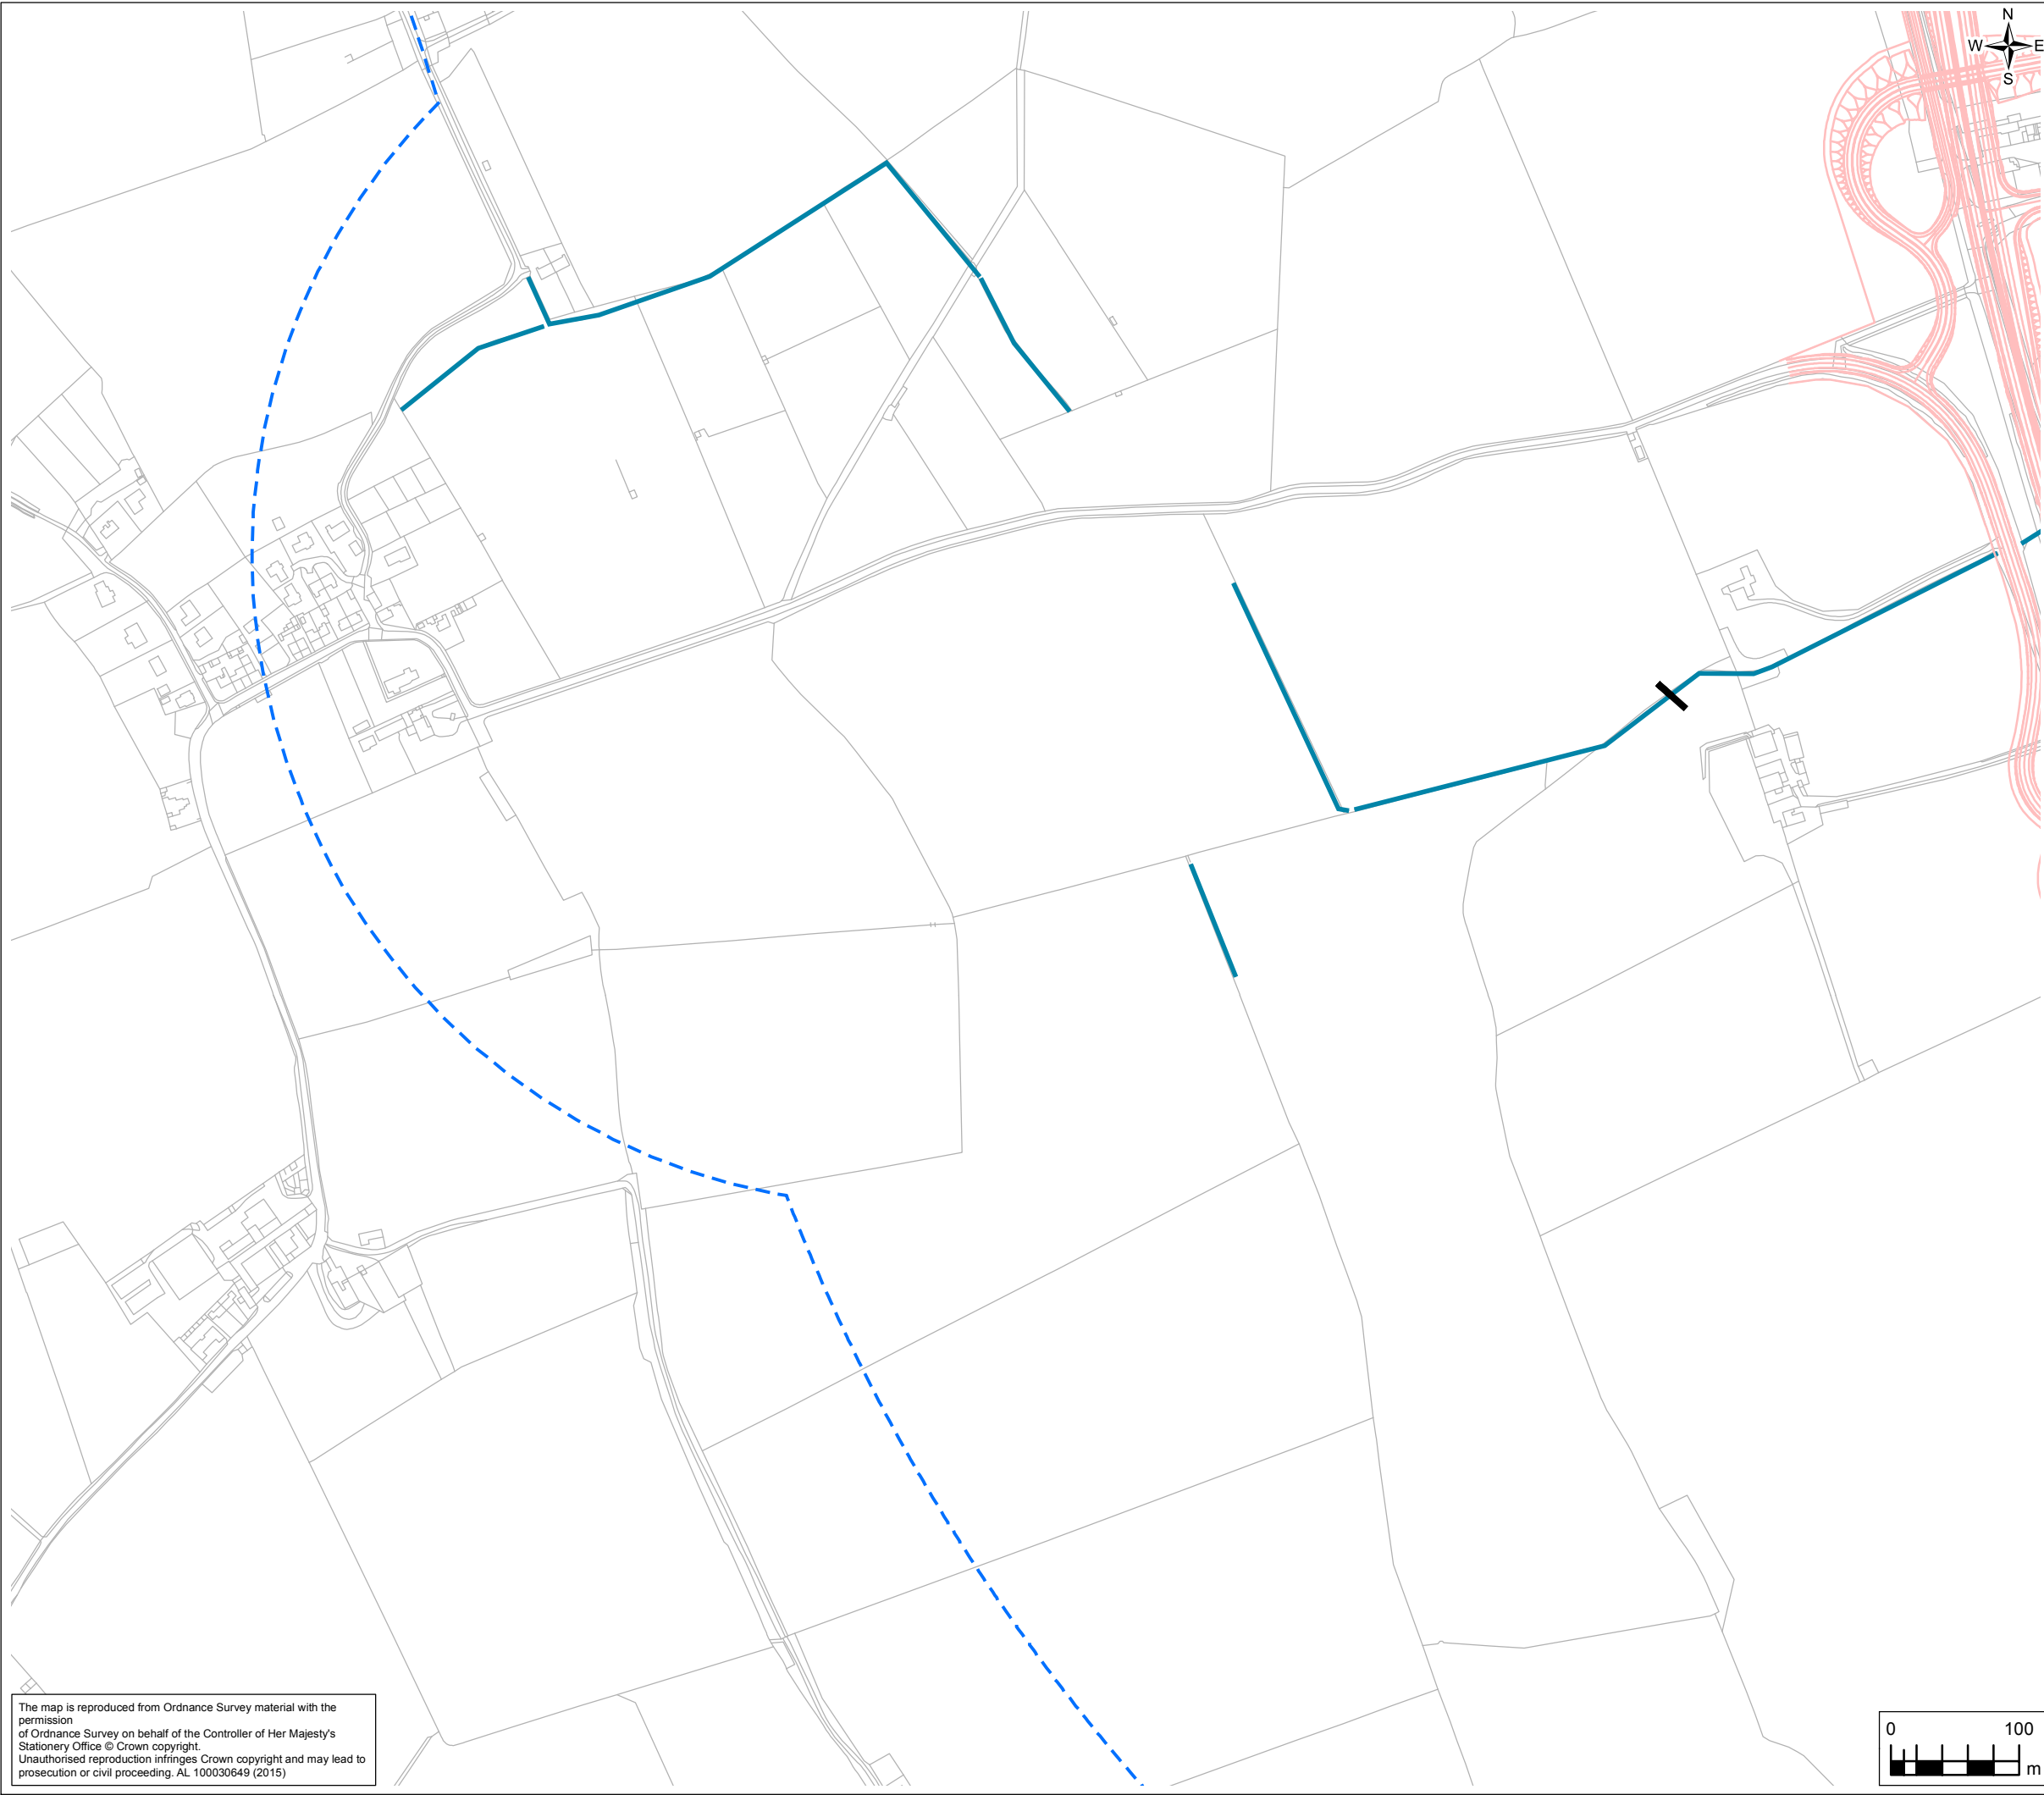 N
W E
S
The map is reproduced from Ordnance Survey material with the
permission
of Ordnance Survey on behalf of the Controller of Her Majesty's
Stationery Office © Crown copyright.
Unauthorised reproduction infringes Crown copyright and may lead to
prosecution or civil proceeding. AL 100030649 (2015)
0 100
m